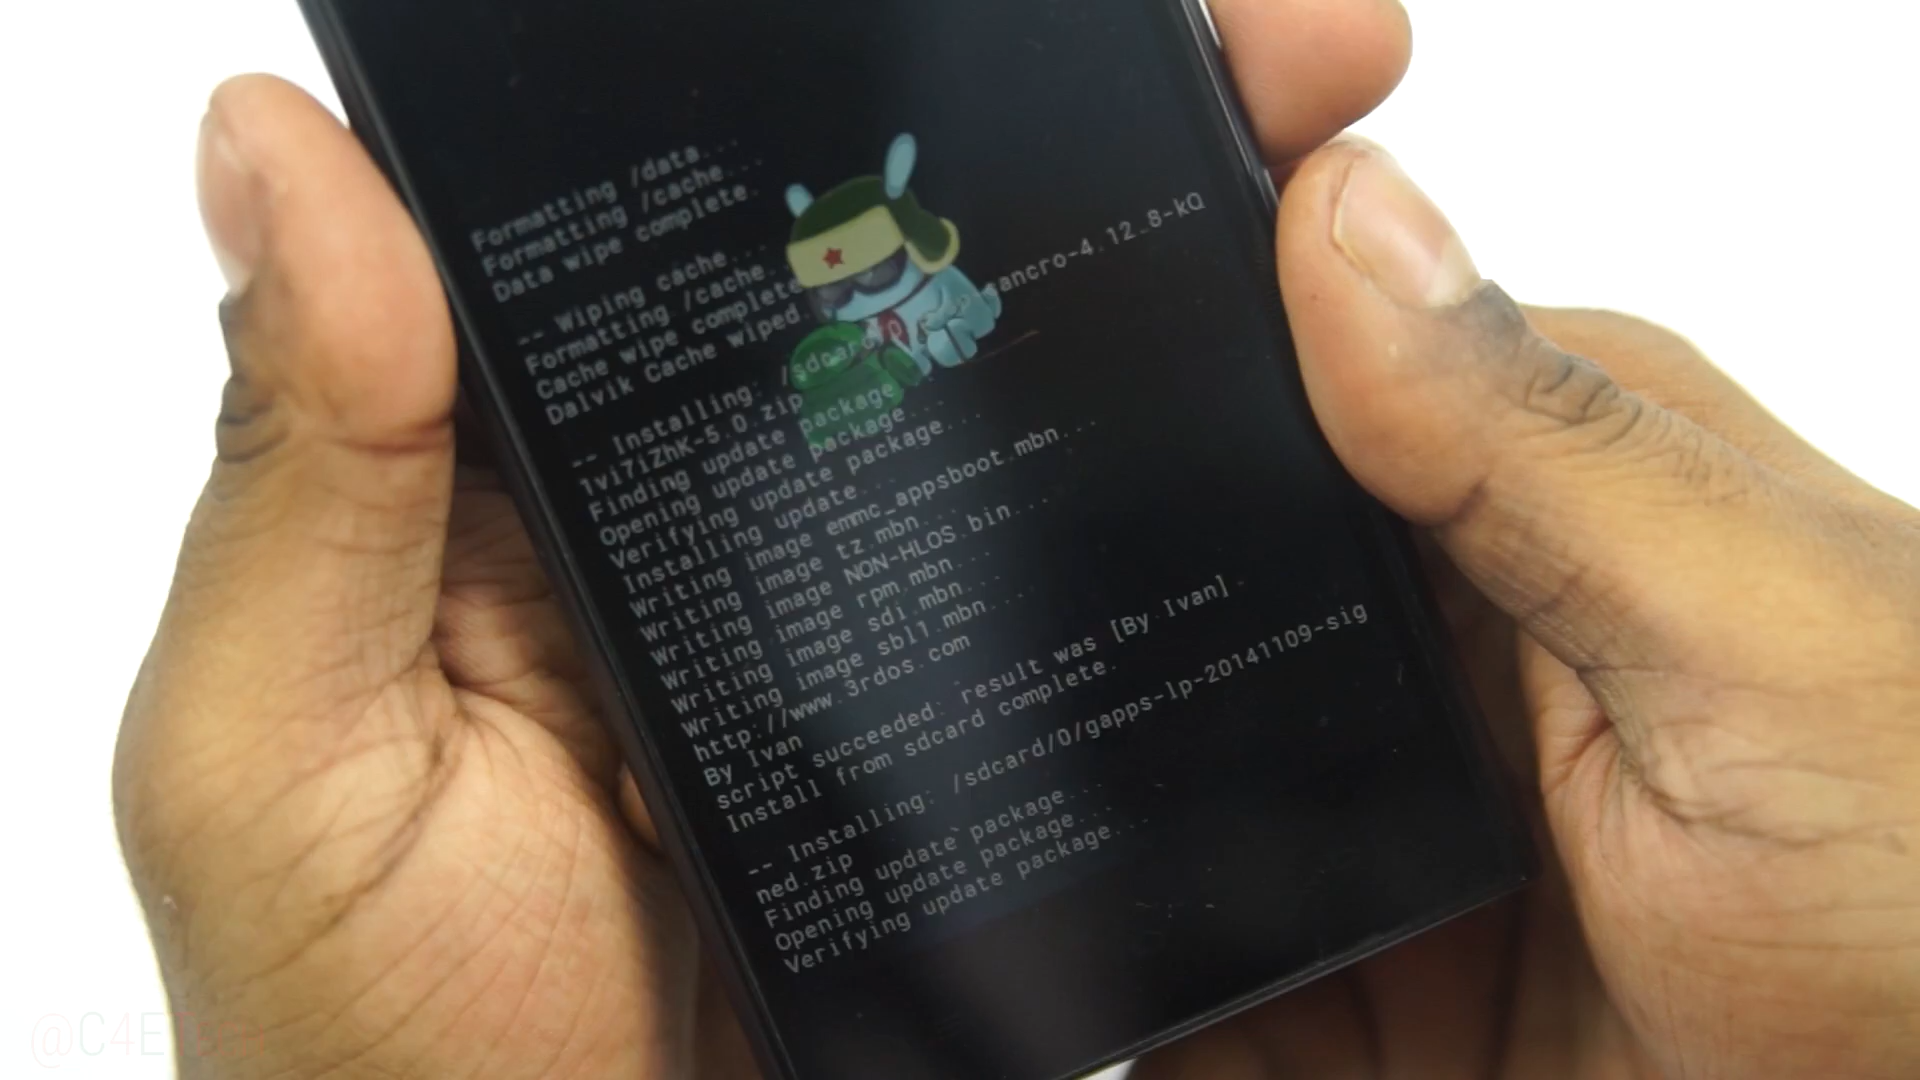 Formatting /data...
Formatting /cache...
Data wipe complete.
-- Wiping cache...
Formatting /cache.
Cache wipe complete
Dalvik Cache wiped.
-- Installing: /sdcard/0/cancro-4.12_8-kQ
1vi7iZhK-5.0.zip
Finding update package
Opening update package...
Verifying update package...
Installing update...
Writing image emmc_appsboot.mbn...
Writing image tz.mbn...
Writing image NON-HLOS.bin...
Writing image rpm.mbn...
Writing image sdi.mbn...
Writing image sbl1.mbn....
http://www.3rdos.com
By Ivan
script succeeded: result was [By Ivan].
Install from sdcard complete.
-- Installing: /sdcard/0/gapps-lp-20141109-sig
ned.zip
Finding update package...
Opening update package...
Verifying update package...
@C4ETech